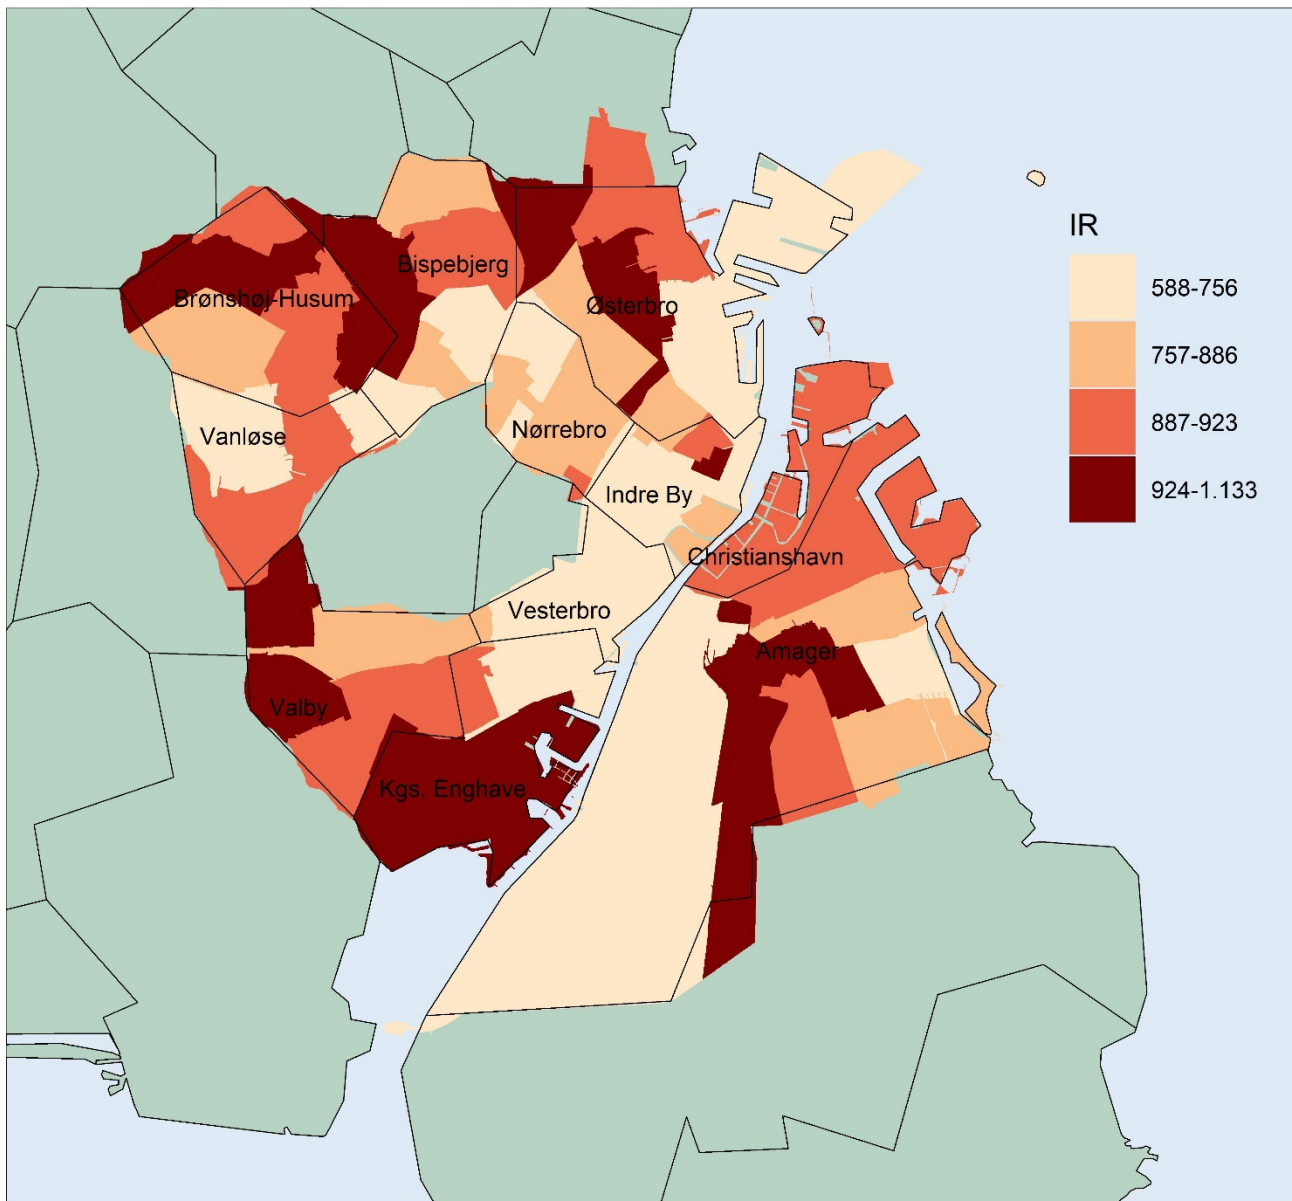 IR
588-756
757-886
887-923
924-1.133
Bispebjerg
Brønshøj-Husum
Østerbro
Vanløse
Nørrebro
Indre By
Christianshavn
Vesterbro
Amager
Valby
Kgs. Enghave